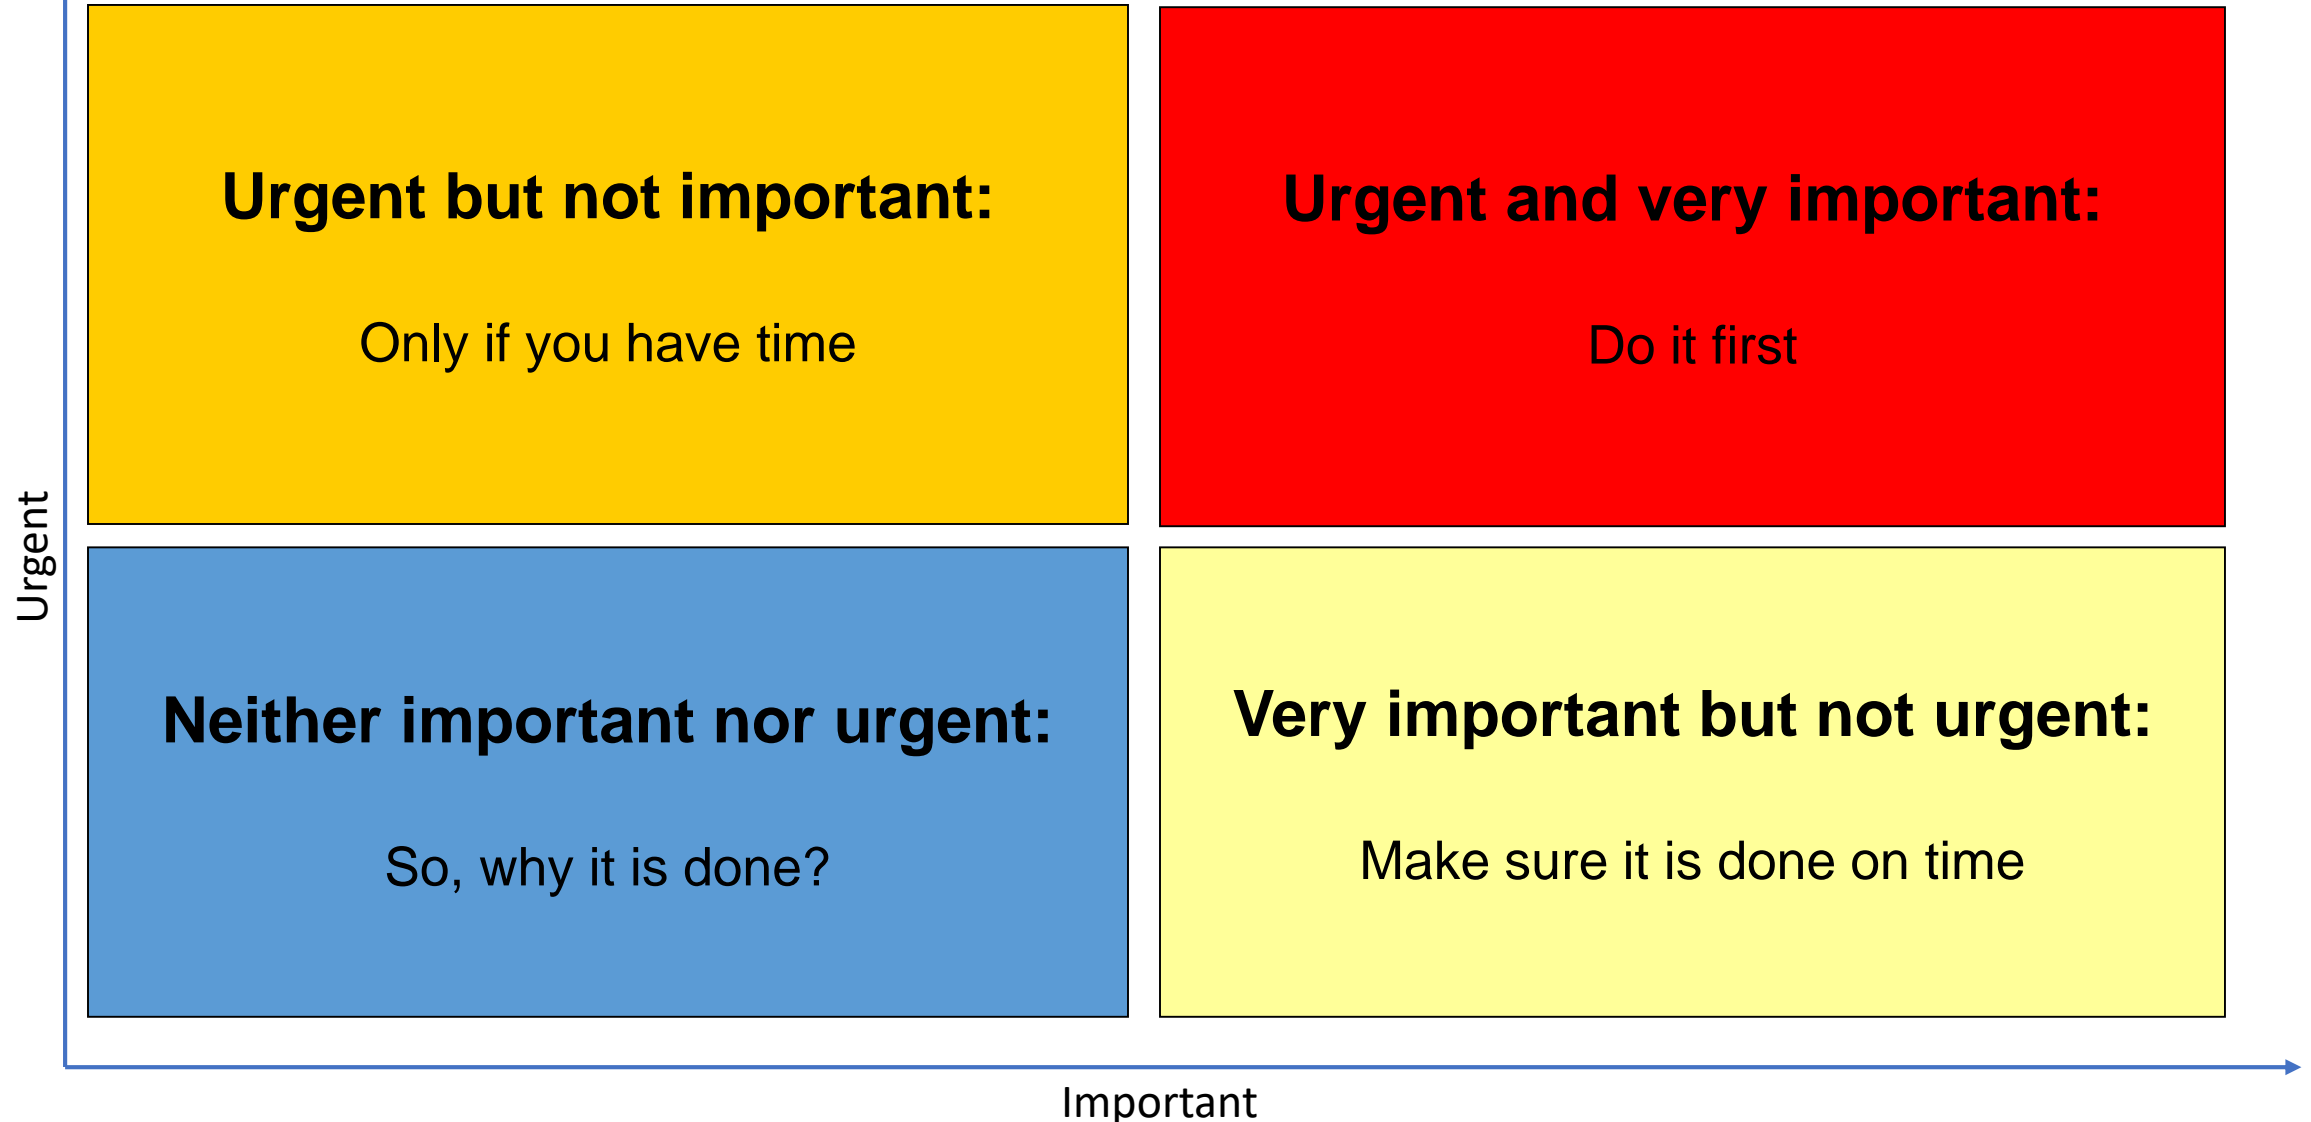 Urgent but not important:
Only if you have time
Urgent and very important:
Do it first
Urgent
Neither important nor urgent:
So, why it is done?
Very important but not urgent:
Make sure it is done on time
Important